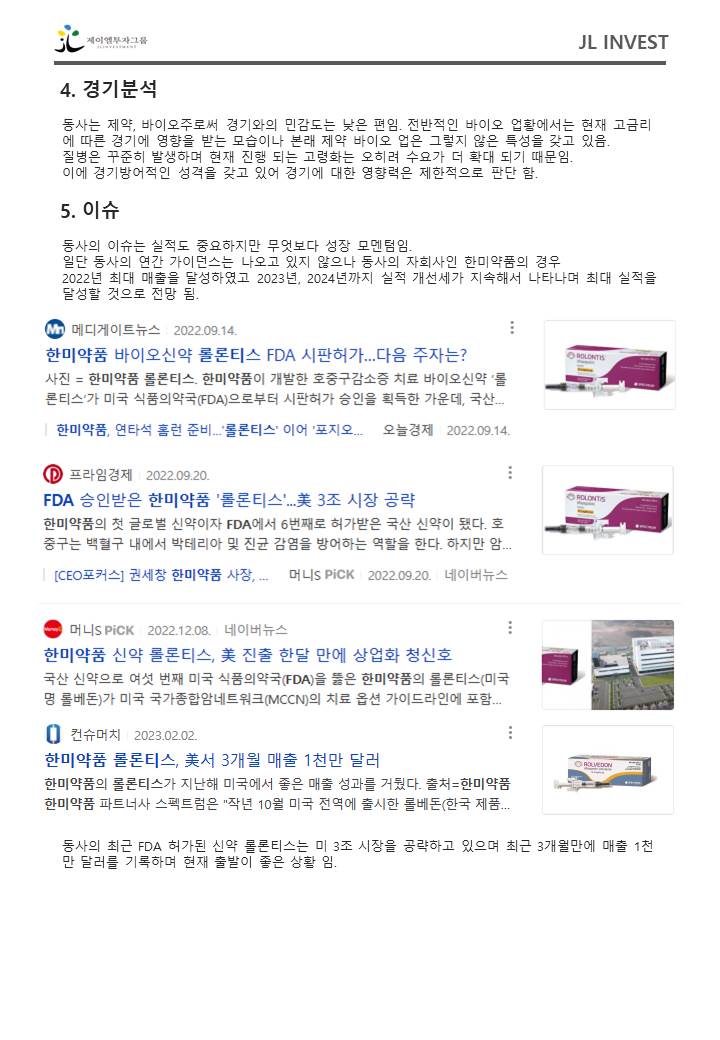 제이엘투자그룹
JLINVESTMENT
JL INVEST
4. 경기분석
동사는 제약, 바이오주로써 경기와의 민감도는 낮은 편임. 전반적인 바이오 업황에서는 현재 고금리
에 따른 경기에 영향을 받는 모습이나 본래 제약 바이오 업은 그렇지 않은 특성을 갖고 있음.
질병은 꾸준히 발생하며 현재 진행 되는 고령화는 오히려 수요가 더 확대 되기 때문임.
이에 경기방어적인 성격을 갖고 있어 경기에 대한 영향력은 제한적으로 판단 함.
5. 이슈
동사의 이슈는 실적도 중요하지만 무엇보다 성장 모멘텀임.
일단 동사의 연간 가이던스는 나오고 있지 않으나 동사의 자회사인 한미약품의 경우
2022년 최대 매출을 달성하였고 2023년, 2024년까지 실적 개선세가 지속해서 나타나며 최대 실적을
달성할 것으로 전망 됨.
메디게이트뉴스 2022.09.14.
한미약품 바이오신약 롤론티스 FDA 시판허가...다음 주자는?
사진 = 한미약품 롤론티스. 한미약품이 개발한 호중구감소증 치료 바이오신약 '롤
론티스'가 미국 식품의약국(FDA)으로부터 시판허가 승인을 획득한 가운데, 국산...
한미약품, 연타석 홈런 준비...'롤론티스' 이어 '포지오... 오늘경제 2022.09.14.
ROLONTIS
프라임경제 2022.09.20.
FDA 승인받은 한미약품 '롤론티스'...美 3조 시장 공략
한미약품의 첫 글로벌 신약이자 FDA에서 6번째로 허가받은 국산 신약이 됐다. 호
중구는 백혈구 내에서 박테리아 및 진균 감염을 방어하는 역할을 한다. 하지만 암...
[CEO포커스] 권세창 한미약품 사장, ... 머니S PiCK 2022.09.20. 네이버뉴스
ROLONTIS
머니S PiCK 2022.12.08. 네이버뉴스
한미약품 신약 롤론티스, 美 진출 한달 만에 상업화 청신호
국산 신약으로 여섯 번째 미국 식품의약국(FDA)을 뚫은 한미약품의 롤론티스(미국
명 롤베돈)가 미국 국가종합암네트워크(MCCN)의 치료 옵션 가이드라인에 포함...
컨슈머치 2023.02.02.
한미약품 롤론티스, 美서 3개월 매출 1천만 달러
한미약품의 롤론티스가 지난해 미국에서 좋은 매출 성과를 거뒀다. 출처=한미약품
한미약품 파트너사 스펙트럼은 "작년 10월 미국 전역에 출시한 롤베돈(한국 제품...
ROLVEDON
동사의 최근 FDA 허가된 신약 롤론티스는 미 3조 시장을 공략하고 있으며 최근 3개월만에 매출 1천
만 달러를 기록하며 현재 출발이 좋은 상황 임.